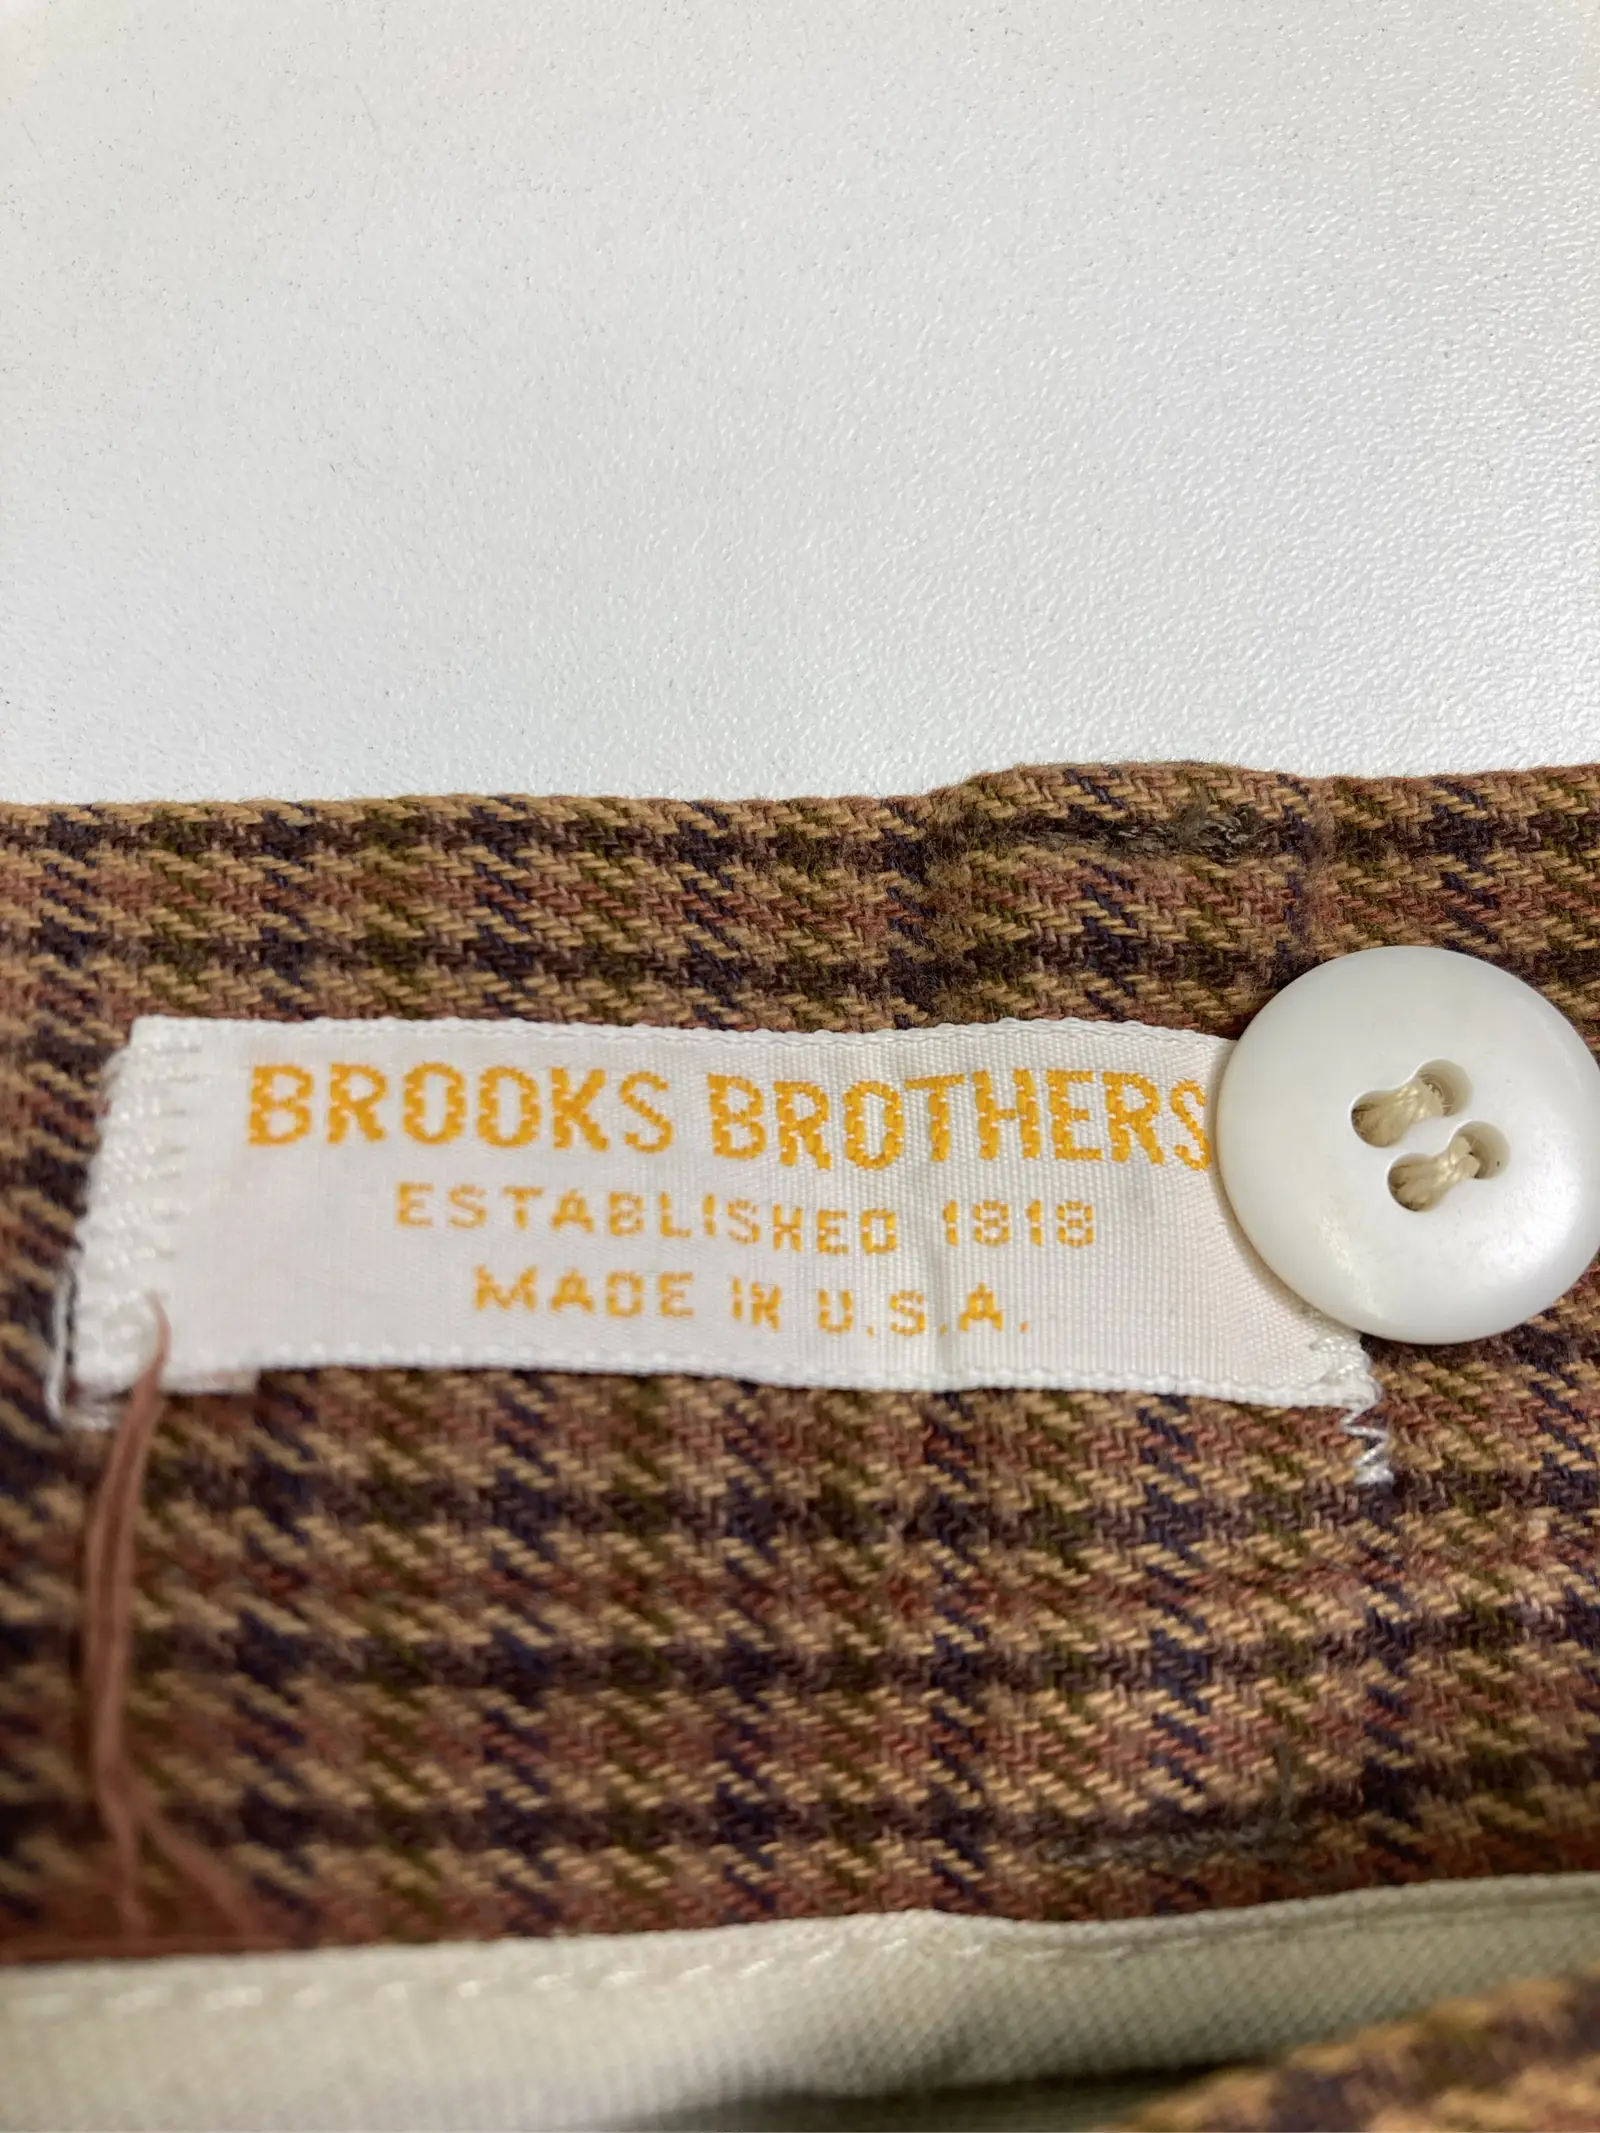 BROOKS BROTHERS
ESTABLISHED 1818
MADE IN U.S.A.